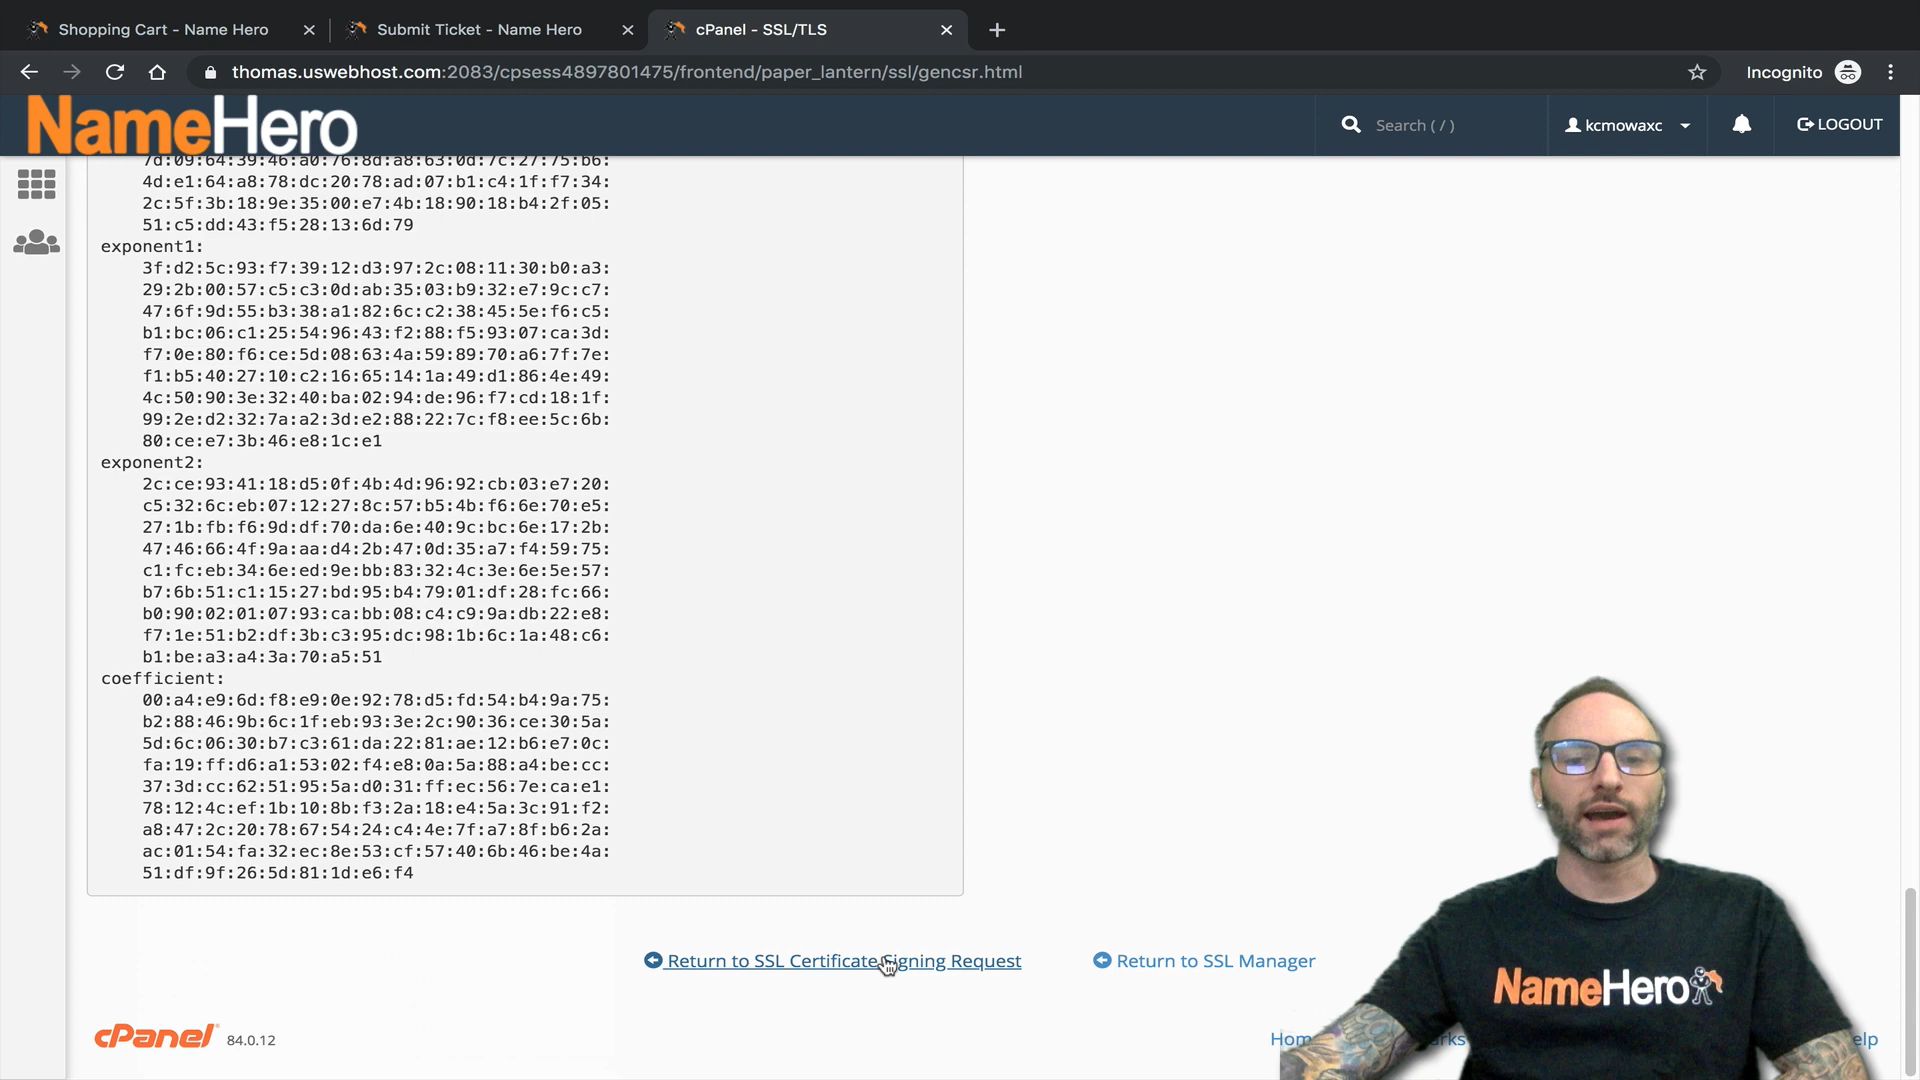 Shopping Cart - Name Hero
Submit Ticket - Name Hero
cPanel - SSL/TLS
thomas.uswebhost.com:2083/cpsess4897801475/frontend/paper_lantern/ssl/gencsr.html
Incognito
NameHero
Search ( / )
kcmowaxc
LOGOUT
7d:09:64:39:46:a0:76:8d:a8:63:0d:7c:27:75:b6:
4d:e1:64:a8:78:dc:20:78:ad:07:b1:c4:1f:f7:34:
2c:5f:3b:18:9e:35:00:e7:4b:18:90:18:b4:2f:05:
51:c5:dd:43:f5:28:13:6d:79
exponent1:
3f:d2:5c:93:f7:39:12:d3:97:2c:08:11:30:b0:a3:
29:2b:00:57:c5:c3:0d:ab:35:03:b9:32:e7:9c:c7:
47:6f:9d:55:b3:38:a1:82:6c:c2:38:45:5e:f6:c5:
b1:bc:06:c1:25:54:96:43:f2:88:f5:93:07:ca:3d:
f7:0e:80:f6:ce:5d:08:63:4a:59:89:70:a6:7f:7e:
f1:b5:40:27:10:c2:16:65:14:1a:49:d1:86:4e:49:
4c:50:90:3e:32:40:ba:02:94:de:96:f7:cd:18:1f:
99:2e:d2:32:7a:a2:3d:e2:88:22:7c:f8:ee:5c:6b:
80:ce:e7:3b:46:e8:1c:e1
exponent2:
2c:ce:93:41:18:d5:0f:4b:4d:96:92:cb:03:e7:20:
c5:32:6c:eb:07:12:27:8c:57:b5:4b:f6:6e:70:e5:
27:1b:fb:f6:9d:df:70:da:6e:40:9c:bc:6e:17:2b:
47:46:66:4f:9a:aa:d4:2b:47:0d:35:a7:f4:59:75:
c1:fc:eb:34:6e:ed:9e:bb:83:32:4c:3e:6e:5e:57:
b7:6b:51:c1:15:27:bd:95:b4:79:01:df:28:fc:66:
b0:90:02:01:07:93:ca:bb:08:c4:c9:9a:db:22:e8:
f7:1e:51:b2:df:3b:c3:95:dc:98:1b:6c:1a:48:c6:
b1:be:a3:a4:3a:70:a5:51
coefficient:
00:a4:e9:6d:f8:e9:0e:92:78:d5:fd:54:b4:9a:75:
b2:88:46:9b:6c:1f:eb:93:3e:2c:90:36:ce:30:5a:
5d:6c:06:30:b7:c3:61:da:22:81:ae:12:b6:e7:0c:
fa:19:ff:d6:a1:53:02:f4:e8:0a:5a:88:a4:be:cc:
37:3d:cc:62:51:95:5a:d0:31:ff:ec:56:7e:ca:e1:
78:12:4c:ef:1b:10:8b:f3:2a:18:e4:5a:3c:91:f2:
a8:47:2c:20:78:67:54:24:c4:4e:7f:a7:8f:b6:2a:
ac:01:54:fa:32:ec:8e:53:cf:57:40:6b:46:be:4a:
51:df:9f:26:5d:81:1d:e6:f4
Return to SSL Certificate Signing Request
Return to SSL Manager
NameHero
cPanel 84.0.12